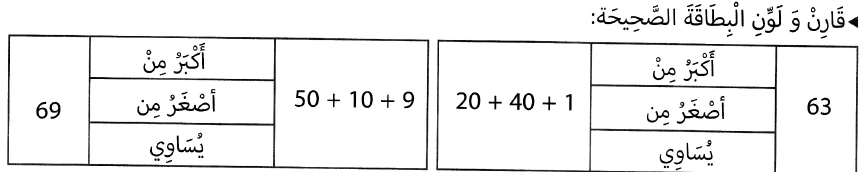 ◂قَارِنْ وَ لَوِّنِ الْبِطَاقَةَ الصَّحِيحَةَ:
63
أَكْبَرُ مِنْ
أَصْغَرُ مِن
يُسَاوِي
20 + 40 + 1
50 + 10 + 9
أَكْبَرُ مِنْ
أَصْغَرُ مِن
يُسَاوِي
69